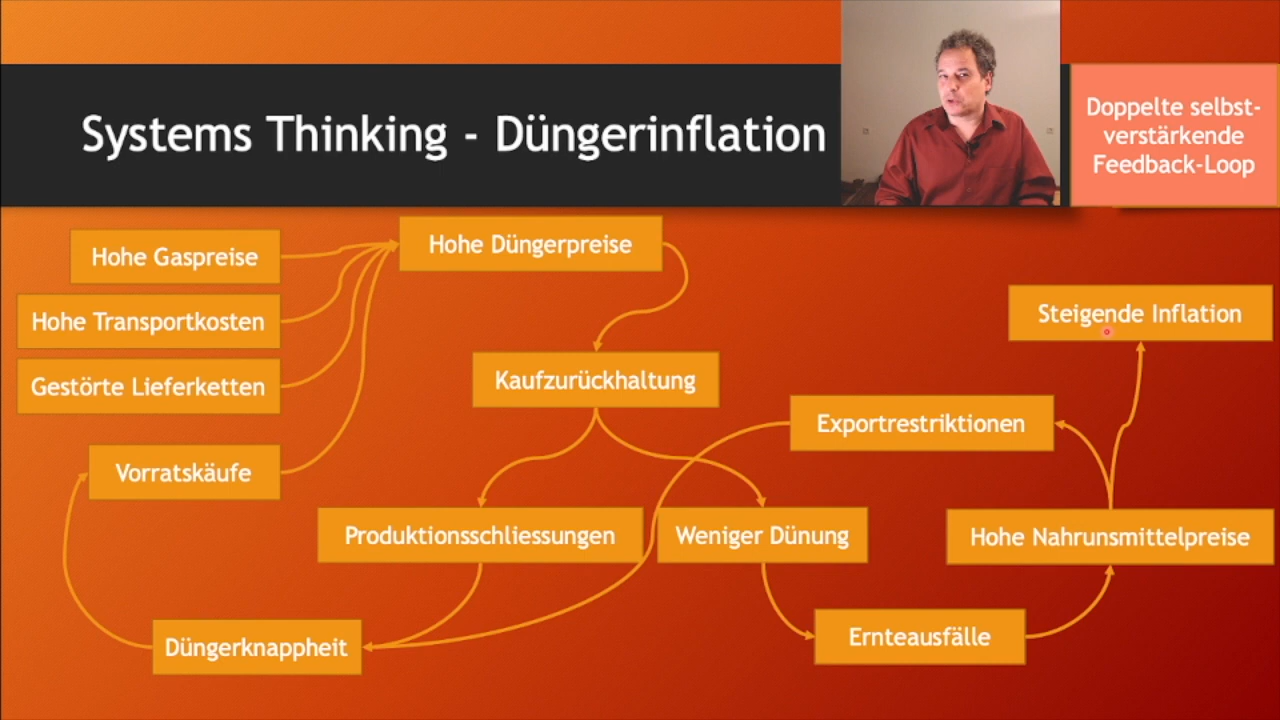 Systems Thinking - Düngerinflation
Doppelte selbst-
verstärkende
Feedback-Loop
Hohe Gaspreise
Hohe Düngerpreise
Hohe Transportkosten
Steigende Inflation
Gestörte Lieferketten
Kaufzurückhaltung
Exportrestriktionen
Vorratskäufe
Produktionsschliessungen
Weniger Dünung
Hohe Nahrunsmittelpreise
Düngerknappheit
Ernteausfälle